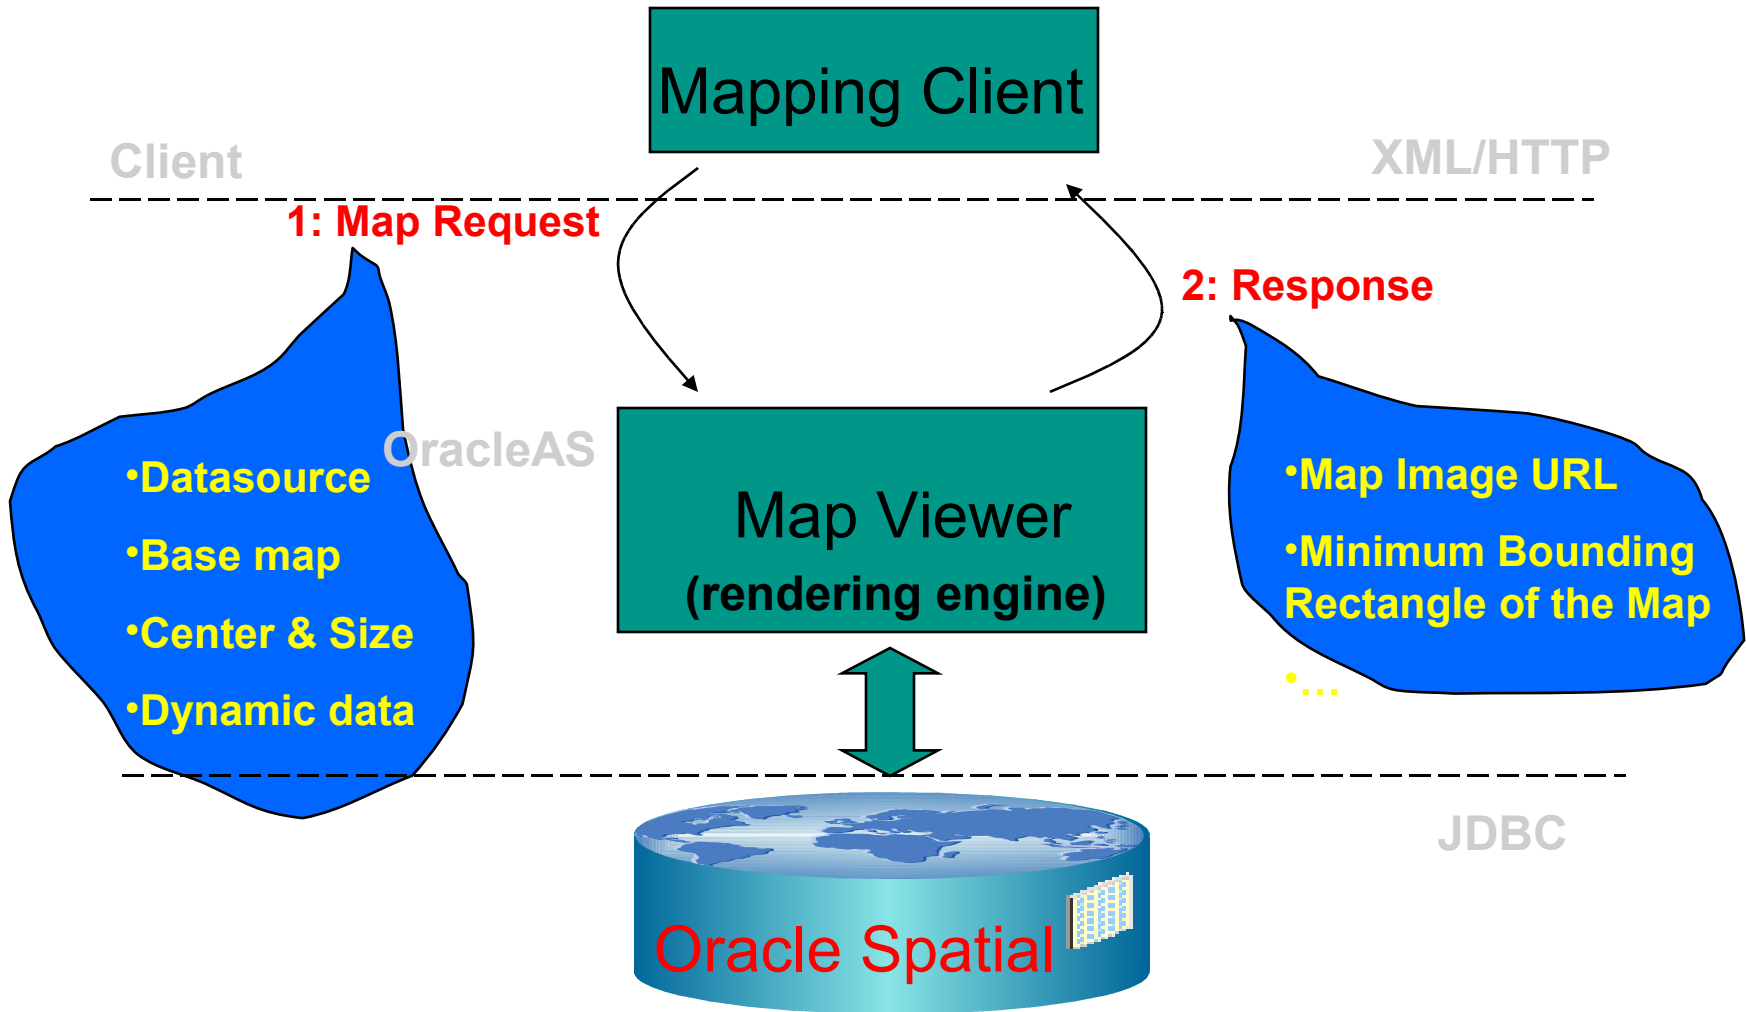 Mapping Client
Client
XML/HTTP
1: Map Request
2: Response
OracleAS
•Datasource
•Base map
•Center & Size
•Dynamic data
Map Viewer
(rendering engine)
•Map Image URL
•Minimum Bounding
Rectangle of the Map
•…
JDBC
Oracle Spatial